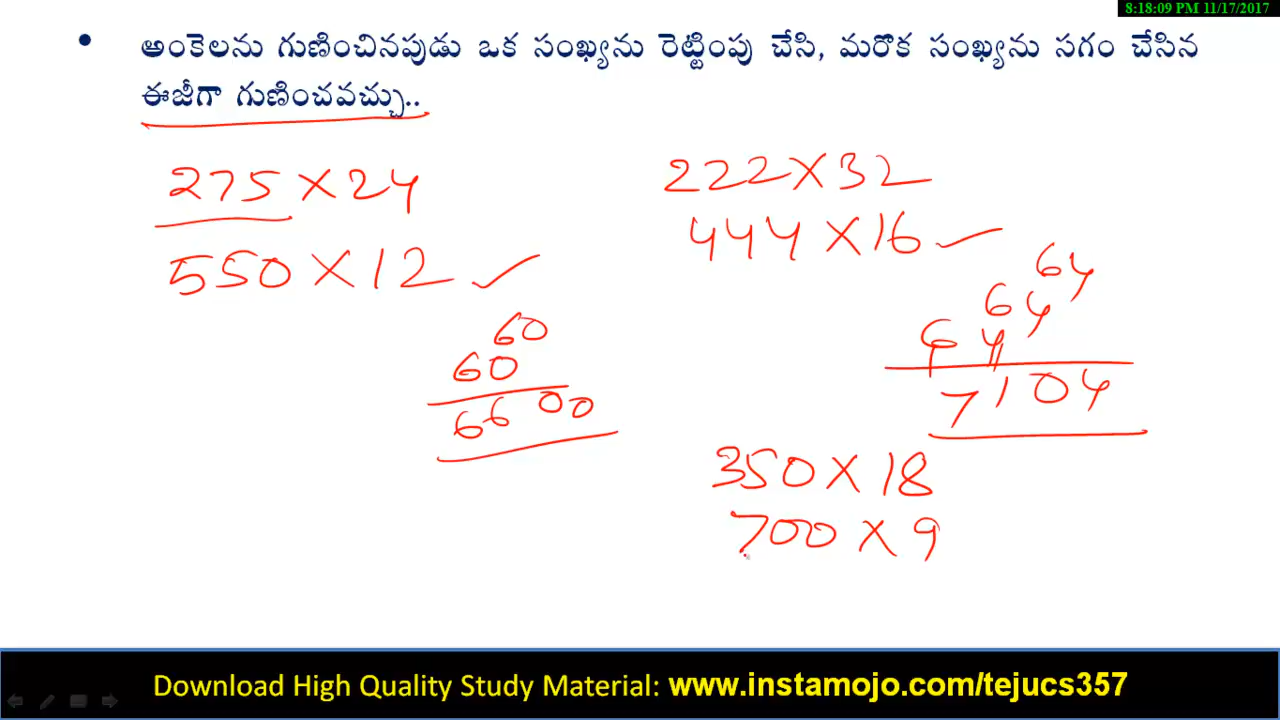 8:18:09 PM 11/17/2017
• అంకెలను గుణించినపుడు ఒక సంఖ్యను రెట్టింపు చేసి, మరొక సంఖ్యను సగం చేసిన
ఈజీగా గుణించవచ్చు..
275 × 24
550 × 12 ✓
60
60
6600
222 × 32
444 × 16 ✓
64
64
64
7104
350 × 18
700 × 9
Download High Quality Study Material: www.instamojo.com/tejucs357